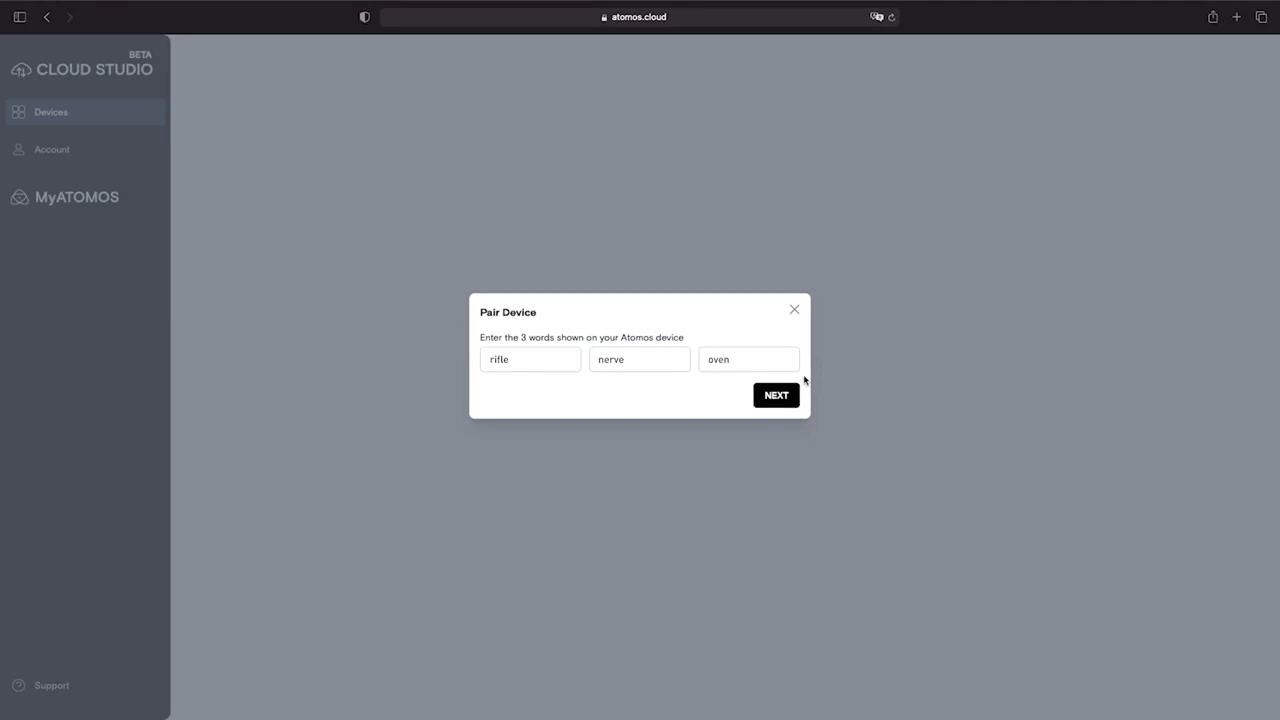 atomos.cloud
BETA
CLOUD STUDIO
Devices
Account
MyATOMOS
Pair Device
Enter the 3 words shown on your Atomos device
rifle nerve oven
NEXT
Support